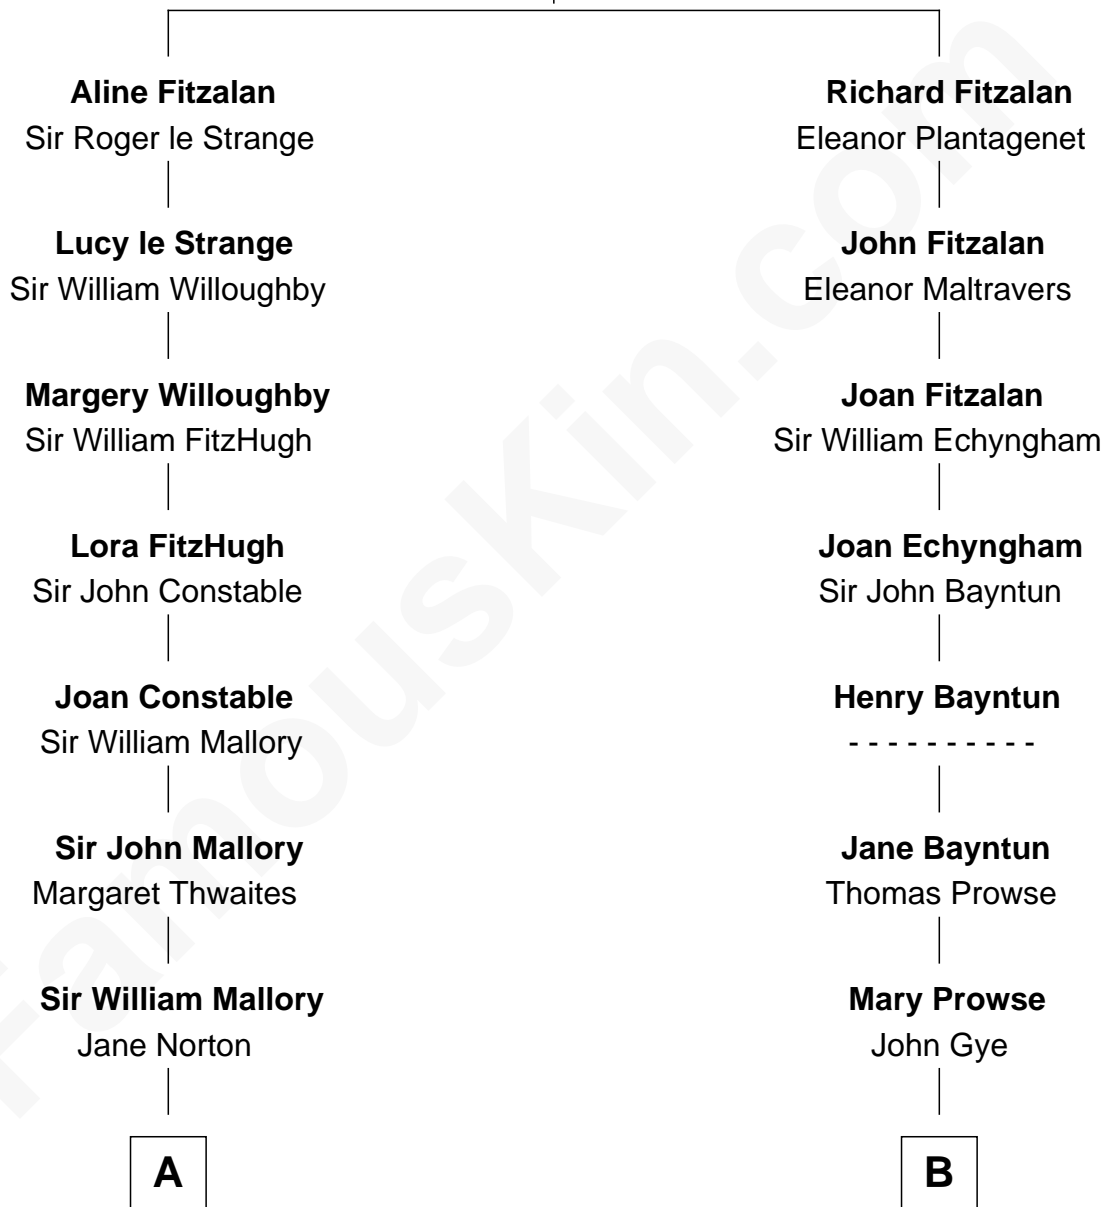 Aline Fitzalan
Sir Roger le Strange
Lucy le Strange
Sir William Willoughby
Margery Willoughby
Sir William FitzHugh
Lora FitzHugh
Sir John Constable
Joan Constable
Sir William Mallory
Sir John Mallory
Margaret Thwaites
Sir William Mallory
Jane Norton
A
Richard Fitzalan
Eleanor Plantagenet
John Fitzalan
Eleanor Maltravers
Joan Fitzalan
Sir William Echyngham
Joan Echyngham
Sir John Bayntun
Henry Bayntun
- - - - - - - - - -
Jane Bayntun
Thomas Prowse
Mary Prowse
John Gye
B
FamousKin.com